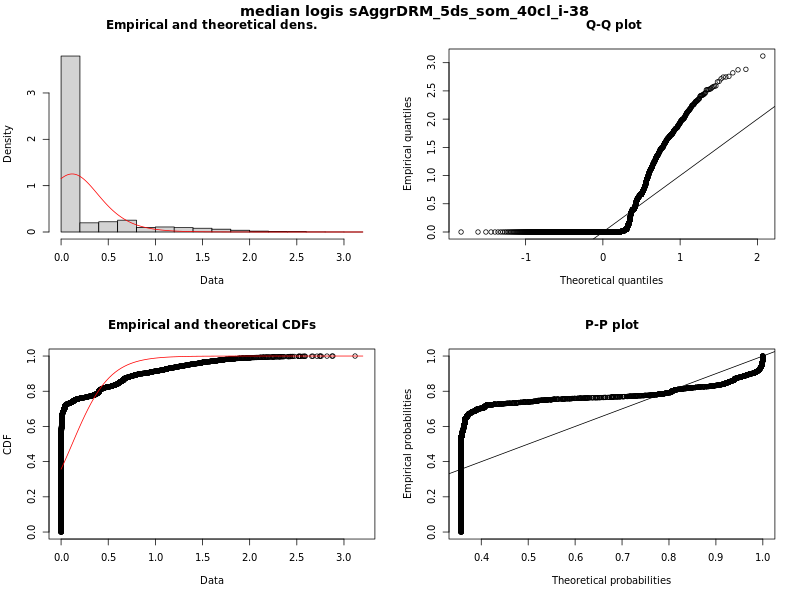 median logis sAggrDRM_5ds_som_40cl_i-38
Empirical and theoretical dens.
Density
0 1 2 3
0.0 0.5 1.0 1.5 2.0 2.5 3.0
Data
Q-Q plot
Empirical quantiles
0.0 0.5 1.0 1.5 2.0 2.5 3.0
-1 0 1 2
Theoretical quantiles
Empirical and theoretical CDFs
CDF
0.0 0.2 0.4 0.6 0.8 1.0
0.0 0.5 1.0 1.5 2.0 2.5 3.0
Data
P-P plot
Empirical probabilities
0.0 0.2 0.4 0.6 0.8 1.0
0.4 0.5 0.6 0.7 0.8 0.9 1.0
Theoretical probabilities